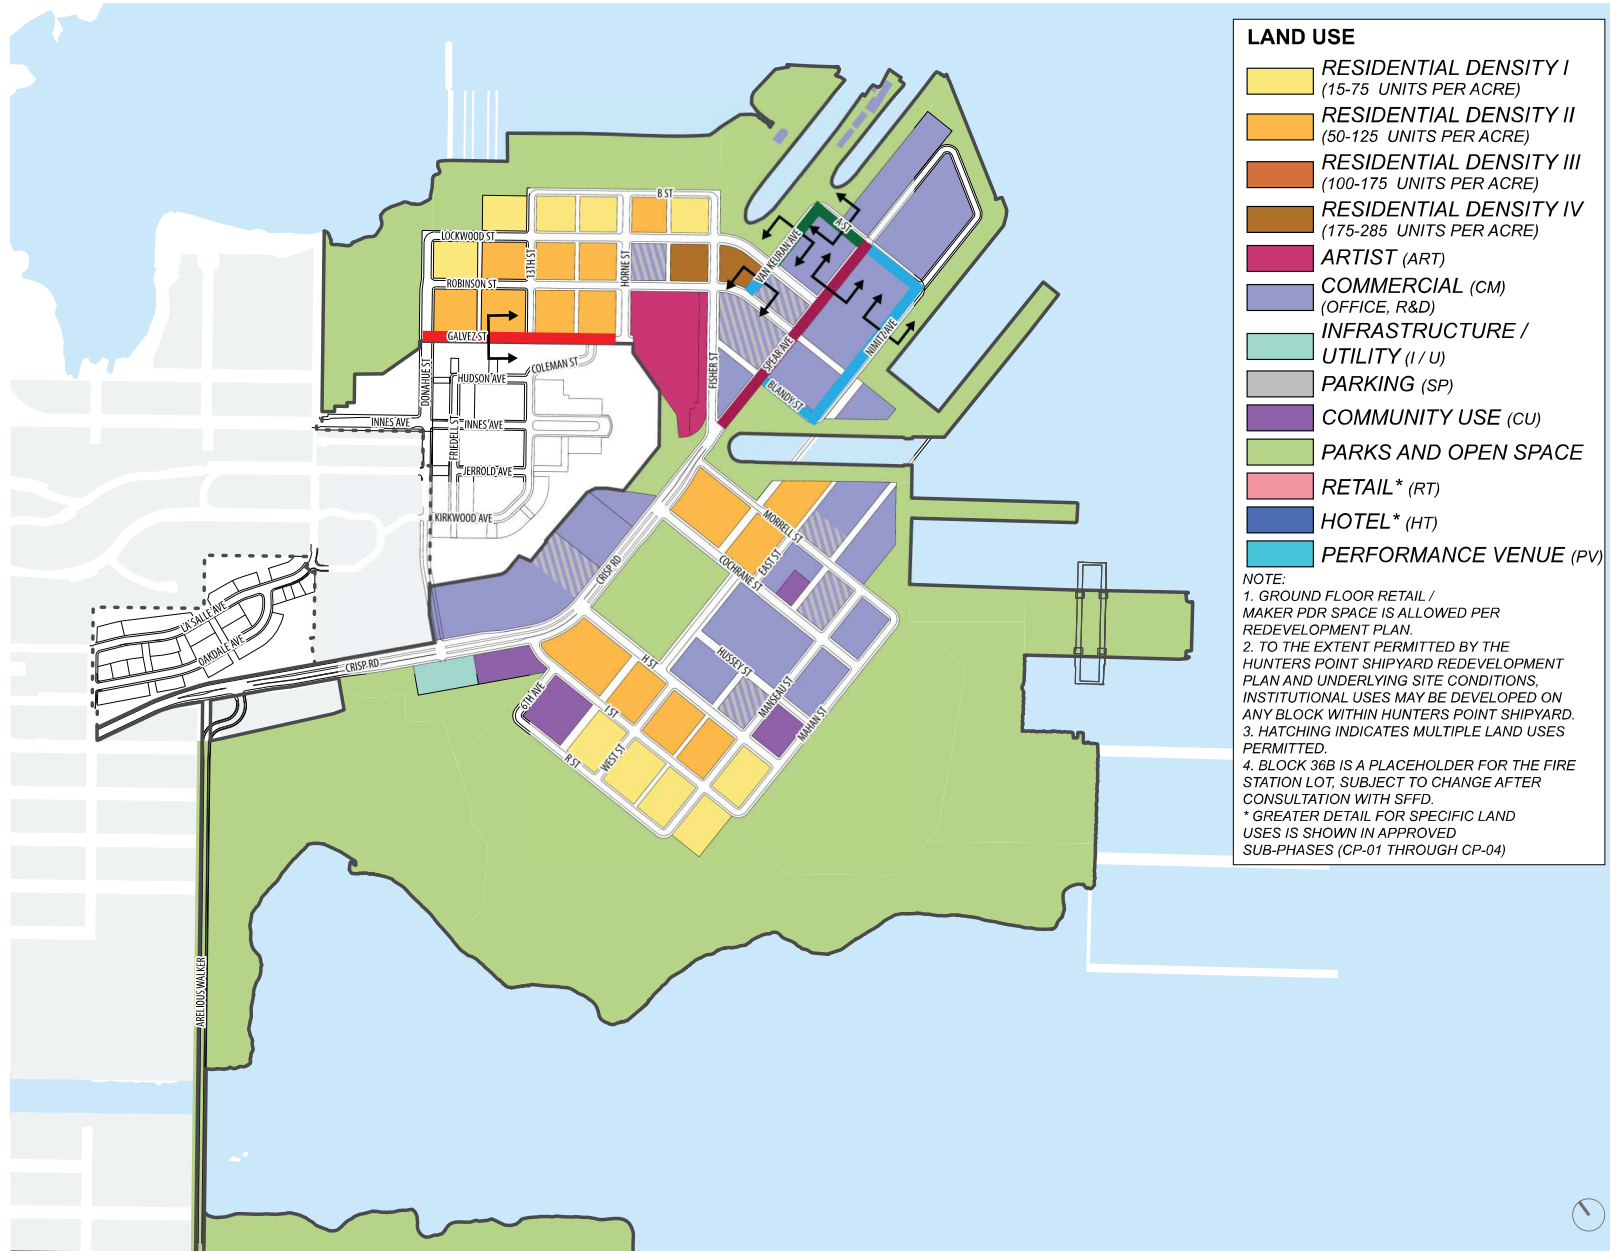 LAND USE
RESIDENTIAL DENSITY I
(15-75 UNITS PER ACRE)
RESIDENTIAL DENSITY II
(50-125 UNITS PER ACRE)
RESIDENTIAL DENSITY III
(100-175 UNITS PER ACRE)
RESIDENTIAL DENSITY IV
(175-285 UNITS PER ACRE)
ARTIST (ART)
COMMERCIAL (CM)
(OFFICE, R&D)
INFRASTRUCTURE /
UTILITY (I / U)
PARKING (SP)
COMMUNITY USE (CU)
PARKS AND OPEN SPACE
RETAIL* (RT)
HOTEL* (HT)
PERFORMANCE VENUE (PV)
NOTE:
1. GROUND FLOOR RETAIL /
MAKER PDR SPACE IS ALLOWED PER
REDEVELOPMENT PLAN.
2. TO THE EXTENT PERMITTED BY THE
HUNTERS POINT SHIPYARD REDEVELOPMENT
PLAN AND UNDERLYING SITE CONDITIONS,
INSTITUTIONAL USES MAY BE DEVELOPED ON
ANY BLOCK WITHIN HUNTERS POINT SHIPYARD.
3. HATCHING INDICATES MULTIPLE LAND USES
PERMITTED.
4. BLOCK 36B IS A PLACEHOLDER FOR THE FIRE
STATION LOT, SUBJECT TO CHANGE AFTER
CONSULTATION WITH SFFD.
* GREATER DETAIL FOR SPECIFIC LAND
USES IS SHOWN IN APPROVED
SUB-PHASES (CP-01 THROUGH CP-04)
B ST
LOCKWOOD ST
13TH ST
HORNE ST
ROBINSON ST
GALVEZ ST
VAN KEURAN AVE
A ST
SPEAR AVE
NIMITZ AVE
BLANDY ST
FISHER ST
COLEMAN ST
HUDSON AVE
DONAHUE ST
FRIEDELL ST
INNES AVE
INNES AVE
JERROLD AVE
KIRKWOOD AVE
MORRELL ST
EAST ST
COCHRANE ST
CRISP RD
LA SALLE AVE
OAKDALE AVE
CRISP RD
H ST
HUSSEY ST
MANSEAU ST
MAHAN ST
6TH AVE
I ST
WEST ST
R ST
ARELIOUS WALKER